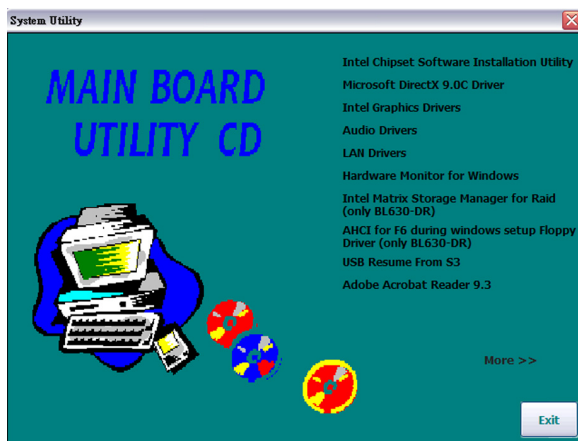 System Utility
MAIN BOARD
UTILITY CD
Intel Chipset Software Installation Utility
Microsoft DirectX 9.0C Driver
Intel Graphics Drivers
Audio Drivers
LAN Drivers
Hardware Monitor for Windows
Intel Matrix Storage Manager for Raid
(only BL630-DR)
AHCI for F6 during windows setup Floppy
Driver (only BL630-DR)
USB Resume From S3
Adobe Acrobat Reader 9.3
More >>
Exit